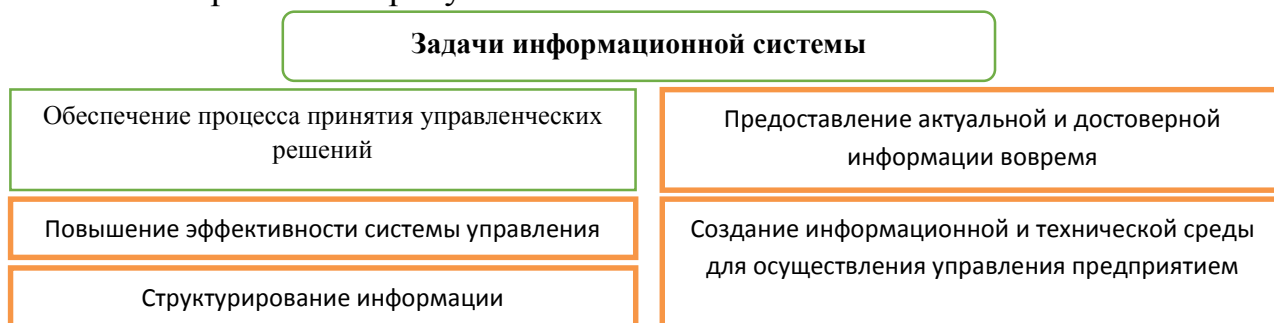 Задачи информационной системы
Обеспечение процесса принятия управленческих
решений
Предоставление актуальной и достоверной
информации вовремя
Повышение эффективности системы управления
Создание информационной и технической среды
для осуществления управления предприятием
Структурирование информации